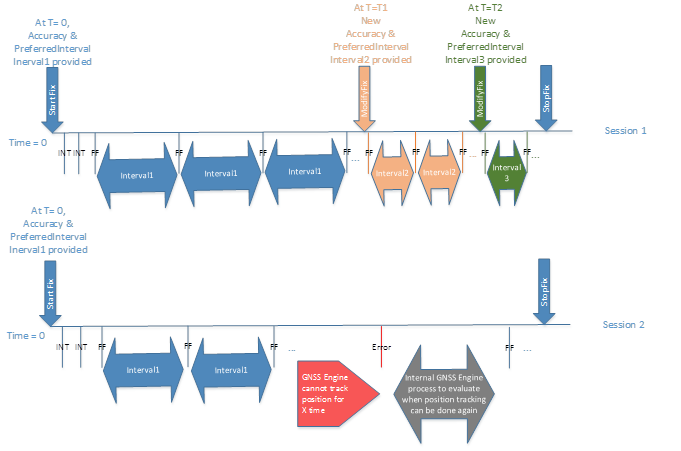 At T= 0,
Accuracy &
PreferredInterval
Inerval1 provided
At T=T1
New
Accuracy &
PreferredInterval
Interval2 provided
At T=T2
New
Accuracy &
PreferredInterval
Interval3 provided
StartFix
ModifyFix
ModifyFix
StopFix
Time = 0
Session 1
INT INT FF FF FF FF ... FF FF FF ... FF FF ...
Interval1
Interval1
Interval1
Interval2
Interval2
Interval
3
At T= 0,
Accuracy &
PreferredInterval
Inerval1 provided
StartFix
StopFix
Time = 0
Session 2
INT INT FF FF FF ... Error FF ...
Interval1
Interval1
GNSS Engine
cannot track
position for
X time
Internal GNSS Engine
process to evaluate
when position tracking
can be done again